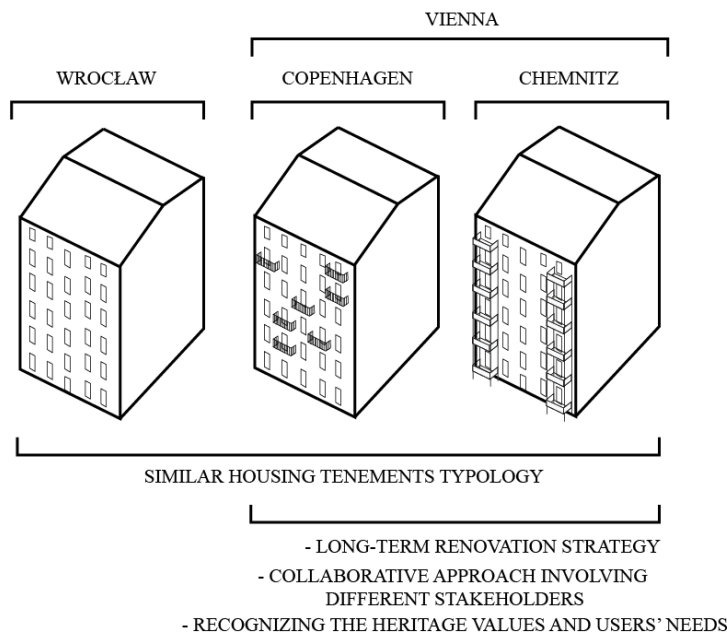 VIENNA
WROCŁAW
COPENHAGEN
CHEMNITZ
SIMILAR HOUSING TENEMENTS TYPOLOGY
- LONG-TERM RENOVATION STRATEGY
- COLLABORATIVE APPROACH INVOLVING
DIFFERENT STAKEHOLDERS
- RECOGNIZING THE HERITAGE VALUES AND USERS’ NEEDS